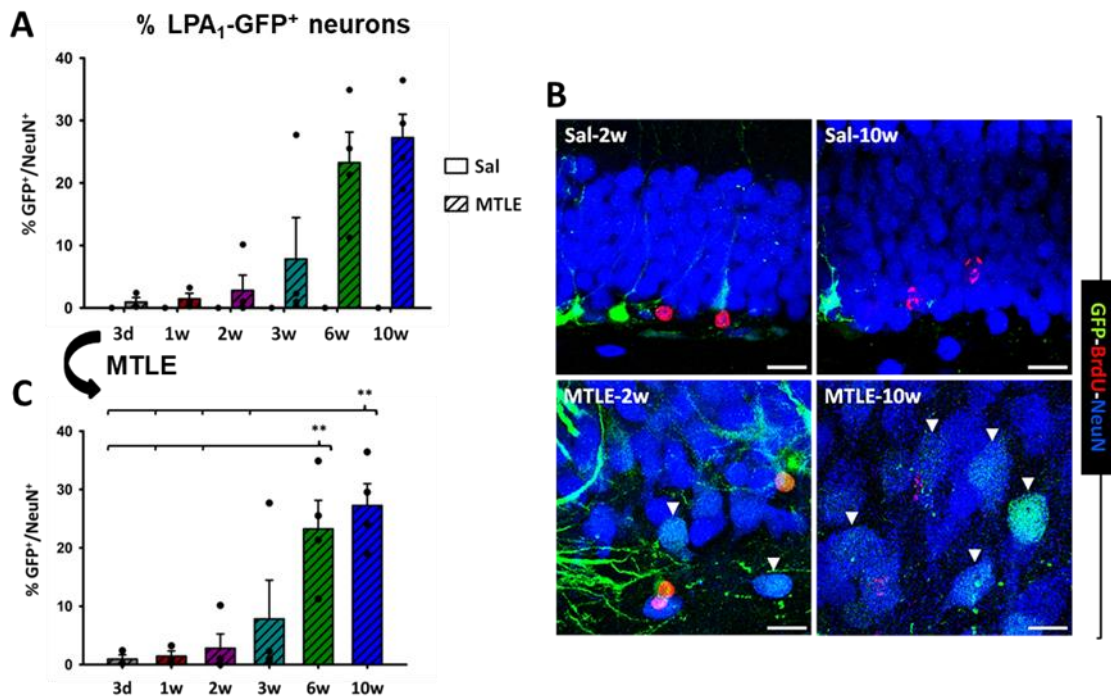 A
% LPA₁-GFP⁺ neurons
% GFP⁺/NeuN⁺
40
30
20
10
0
3d 1w 2w 3w 6w 10w
Sal
MTLE
MTLE
C
% GFP⁺/NeuN⁺
**
**
40
30
20
10
0
3d 1w 2w 3w 6w 10w
B
Sal-2w
Sal-10w
MTLE-2w
MTLE-10w
GFP-BrdU-NeuN